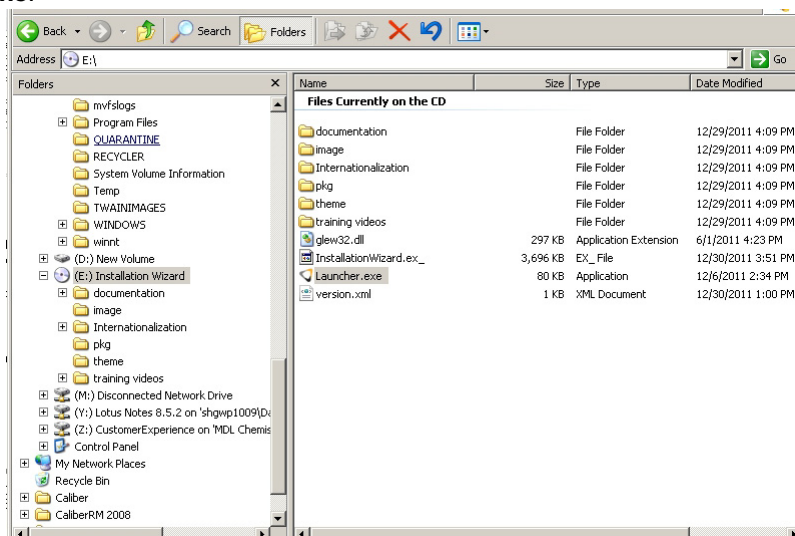 Back Search Folders
Address E:\ Go
Folders x
Name Size Type Date Modified
Files Currently on the CD
documentation File Folder 12/29/2011 4:09 PM
image File Folder 12/29/2011 4:09 PM
Internationalization File Folder 12/29/2011 4:09 PM
pkg File Folder 12/29/2011 4:09 PM
theme File Folder 12/29/2011 4:09 PM
training videos File Folder 12/29/2011 4:09 PM
glew32.dll 297 KB Application Extension 6/1/2011 4:23 PM
InstallationWizard.ex_ 3,696 KB EX_ File 12/30/2011 3:51 PM
Launcher.exe 80 KB Application 12/6/2011 2:34 PM
version.xml 1 KB XML Document 12/30/2011 1:00 PM
mvfslogs
Program Files
QUARANTINE
RECYCLER
System Volume Information
Temp
TWAINIMAGES
WINDOWS
winnt
(D:) New Volume
(E:) Installation Wizard
documentation
image
Internationalization
pkg
theme
training videos
(M:) Disconnected Network Drive
(Y:) Lotus Notes 8.5.2 on 'shgwp1009\Da
(Z:) CustomerExperience on 'MDL Chemis
Control Panel
My Network Places
Recycle Bin
Caliber
CaliberRM 2008